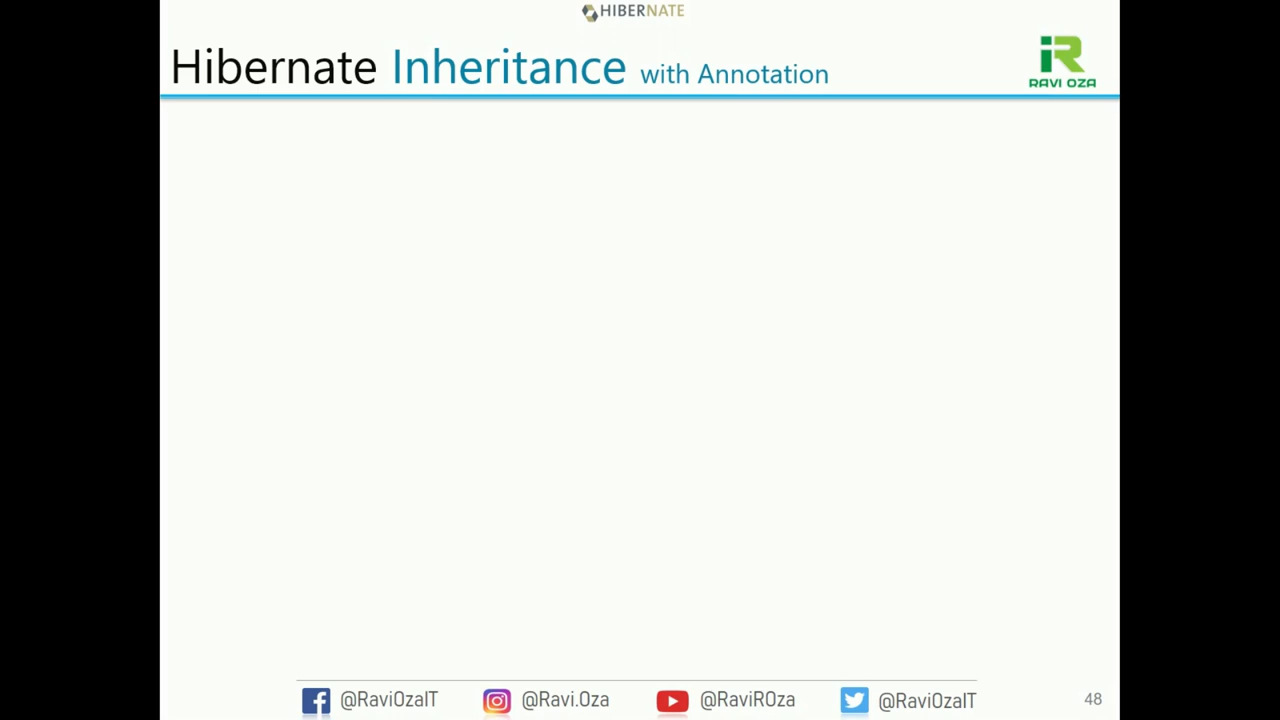 HIBERNATE
Hibernate Inheritance with Annotation
RAVI OZA
@RaviOzaIT @Ravi.Oza @RaviROza @RaviOzaIT 48